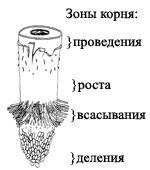 Зоны корня:
}проведения
}роста
}всасывания
}деления